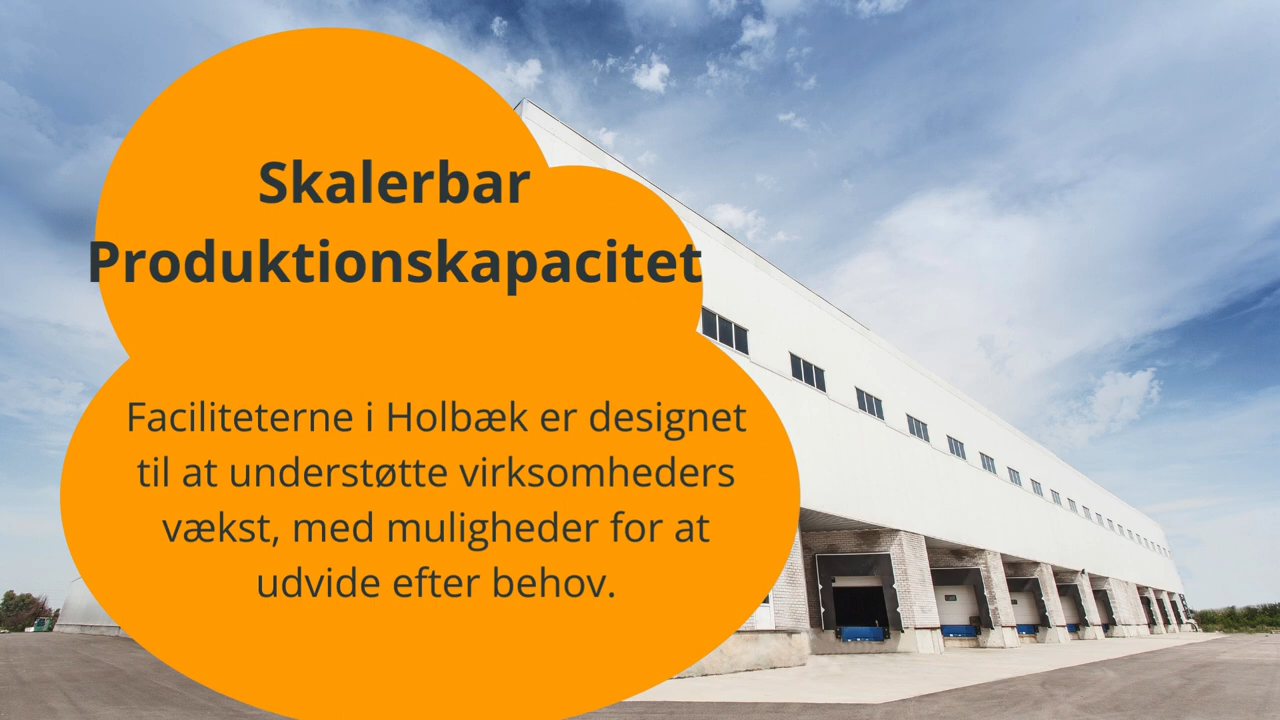 Skalerbar
Produktionskapacitet
Faciliteterne i Holbæk er designet
til at understøtte virksomheders
vækst, med muligheder for at
udvide efter behov.